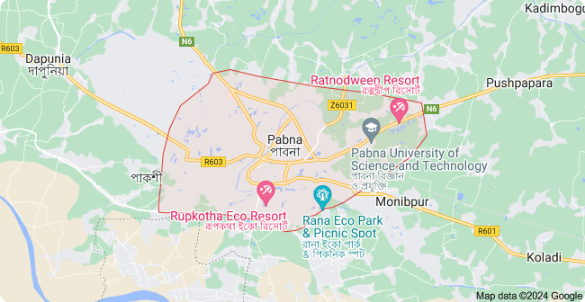 Kadimbogo
R603
N6
Dapunia
দাপুনিয়া
Ratnodween Resort
রত্নদ্বীপ রিসোর্ট
Pushpapara
Z6031
N6
Pabna
পাবনা
Pabna University of
Science and Technology
পাবনা বিজ্ঞান
ও প্রযুক্তি
R603
পাকশী
Rupkotha Eco Resort
রূপকথা ইকো রিসোর্ট
Monibpur
Rana Eco Park
& Picnic Spot
রানা ইকো পার্ক
& পিকনিক স্পট
R601
Koladi
Map data ©2024 Google